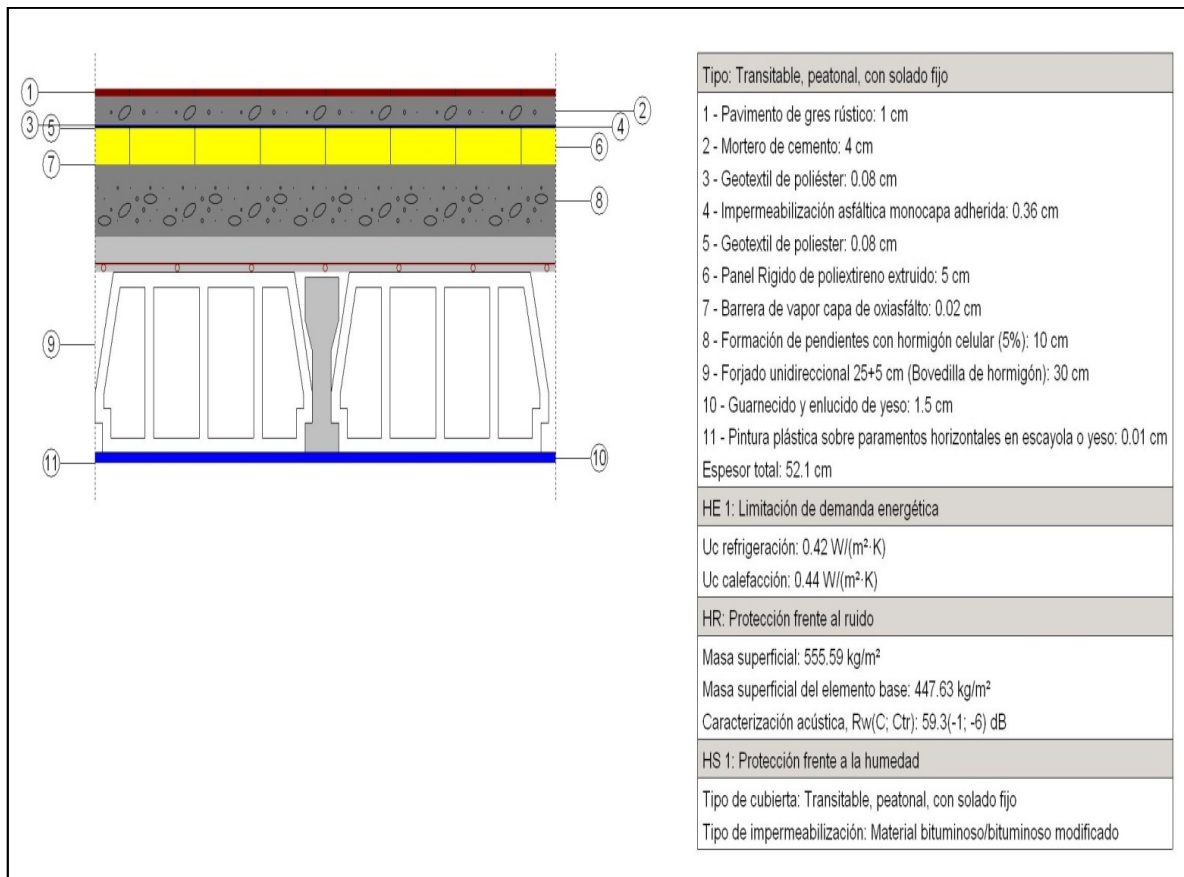 1
2
3
5
4
6
7
8
9
11
10
Tipo: Transitable, peatonal, con solado fijo
1 - Pavimento de gres rústico: 1 cm
2 - Mortero de cemento: 4 cm
3 - Geotextil de poliéster: 0.08 cm
4 - Impermeabilización asfáltica monocapa adherida: 0.36 cm
5 - Geotextil de poliester: 0.08 cm
6 - Panel Rigido de poliextireno extruido: 5 cm
7 - Barrera de vapor capa de oxiasfálto: 0.02 cm
8 - Formación de pendientes con hormigón celular (5%): 10 cm
9 - Forjado unidireccional 25+5 cm (Bovedilla de hormigón): 30 cm
10 - Guarnecido y enlucido de yeso: 1.5 cm
11 - Pintura plástica sobre paramentos horizontales en escayola o yeso: 0.01 cm
Espesor total: 52.1 cm
HE 1: Limitación de demanda energética
Uc refrigeración: 0.42 W/(m²·K)
Uc calefacción: 0.44 W/(m²·K)
HR: Protección frente al ruido
Masa superficial: 555.59 kg/m²
Masa superficial del elemento base: 447.63 kg/m²
Caracterización acústica, Rw(C; Ctr): 59.3(-1; -6) dB
HS 1: Protección frente a la humedad
Tipo de cubierta: Transitable, peatonal, con solado fijo
Tipo de impermeabilización: Material bituminoso/bituminoso modificado